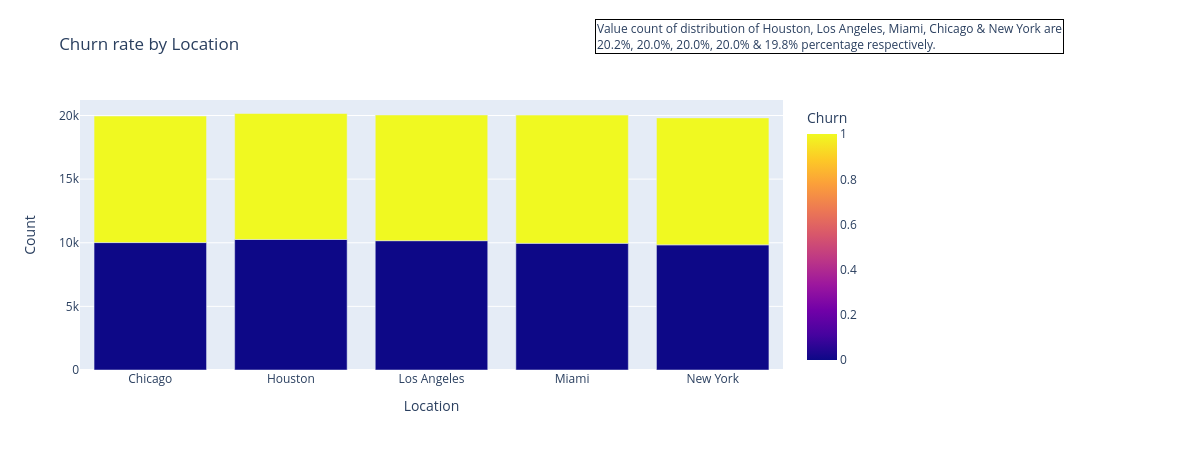 Value count of distribution of Houston, Los Angeles, Miami, Chicago & New York are
20.2%, 20.0%, 20.0%, 20.0% & 19.8% percentage respectively.
Churn rate by Location
Count
20k
15k
10k
5k
0
Chicago
Houston
Los Angeles
Miami
New York
Location
Churn
1
0.8
0.6
0.4
0.2
0